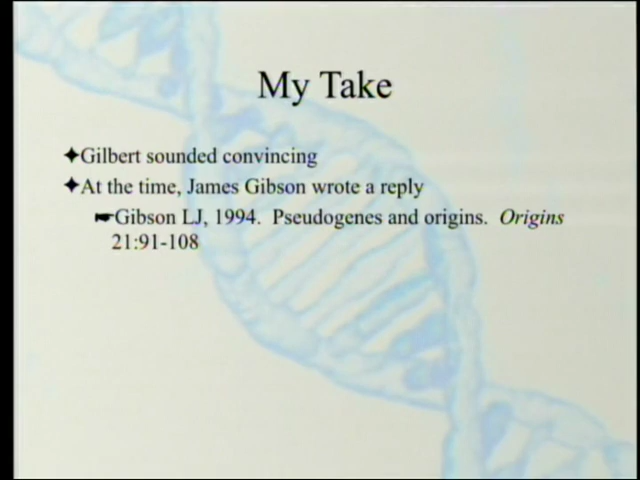 My Take
✦Gilbert sounded convincing
✦At the time, James Gibson wrote a reply
☛Gibson LJ, 1994.  Pseudogenes and origins.  Origins
21:91-108